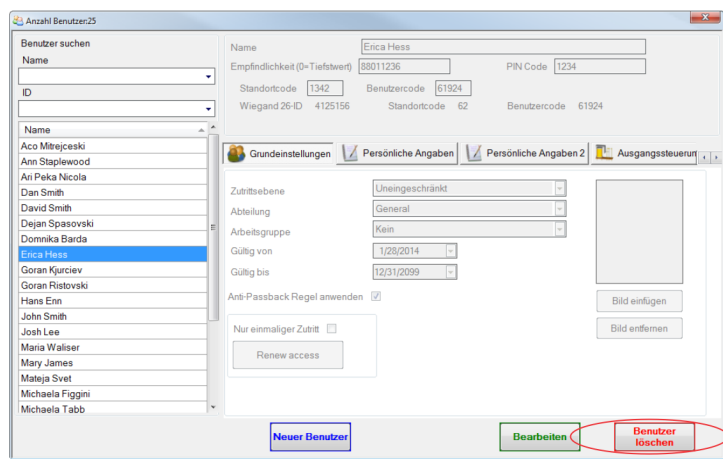 Anzahl Benutzer:25
Benutzer suchen
Name
ID
Name
Aco Mitrejceski
Ann Staplewood
Ari Peka Nicola
Dan Smith
David Smith
Dejan Spasovski
Domnika Barda
Erica Hess
Goran Kjurciev
Goran Ristovski
Hans Enn
John Smith
Josh Lee
Maria Waliser
Mary James
Mateja Svet
Michaela Figgini
Michaela Tabb
Name Erica Hess
Empfindlichkeit (0=Tiefstwert) 88011236 PIN Code 1234
Standortcode 1342 Benutzercode 61924
Wiegand 26-ID 4125156 Standortcode 62 Benutzercode 61924
Grundeinstellungen Persönliche Angaben Persönliche Angaben 2 Ausgangssteuerun
Zutrittsebene Uneingeschränkt
Abteilung General
Arbeitsgruppe Kein
Gültig von 1/28/2014
Gültig bis 12/31/2099
Anti-Passback Regel anwenden
Bild einfügen
Nur einmaliger Zutritt
Bild entfernen
Renew access
Neuer Benutzer Bearbeiten Benutzer
löschen